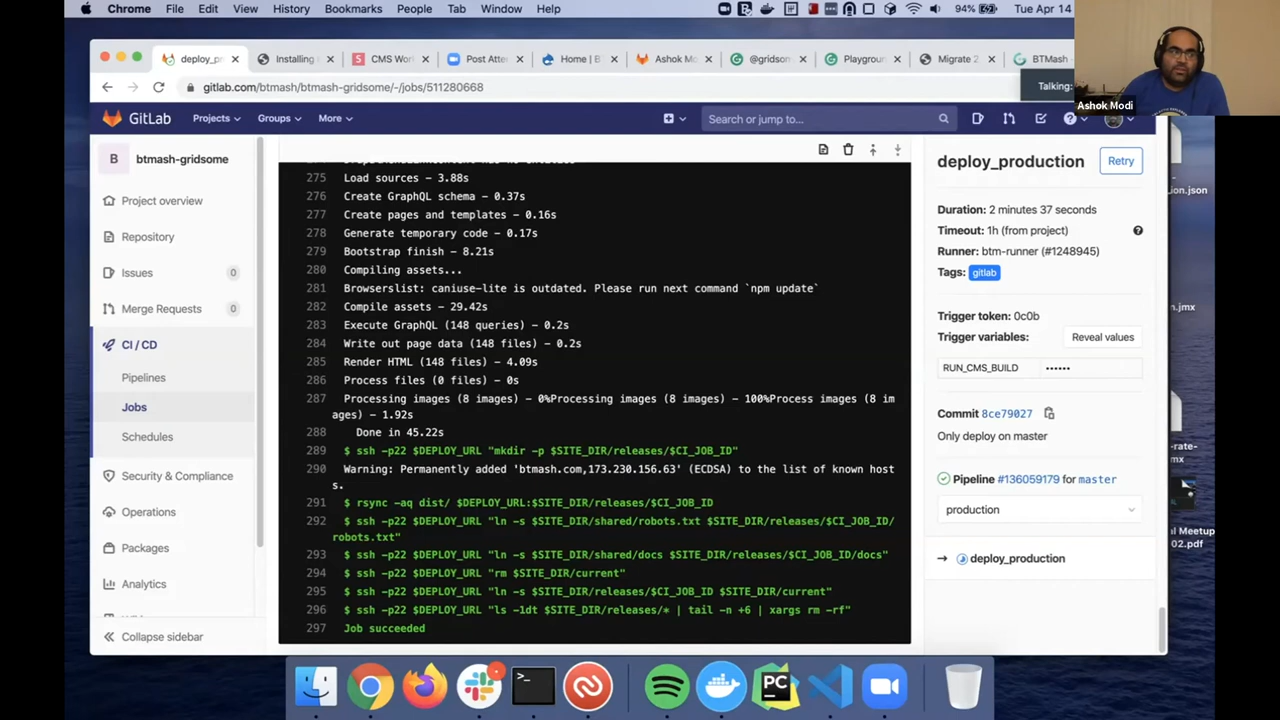 Chrome File Edit View History Bookmarks People Tab Window Help
94% Tue Apr 14
deploy_p
Installing
CMS Wor
Post Atte
Home | B
Ashok M
@gridson
Playgroun
Migrate 2
BTMash
gitlab.com/btmash/btmash-gridsome/-/jobs/511280668
Talking:
Ashok Modi
GitLab Projects Groups More Search or jump to...
B btmash-gridsome
Project overview
Repository
Issues 0
Merge Requests 0
CI / CD
Pipelines
Jobs
Schedules
Security & Compliance
Operations
Packages
Analytics
Collapse sidebar
275 Load sources - 3.88s
276 Create GraphQL schema - 0.37s
277 Create pages and templates - 0.16s
278 Generate temporary code - 0.17s
279 Bootstrap finish - 8.21s
280 Compiling assets...
281 Browserslist: caniuse-lite is outdated. Please run next command `npm update`
282 Compile assets - 29.42s
283 Execute GraphQL (148 queries) - 0.2s
284 Write out page data (148 files) - 0.2s
285 Render HTML (148 files) - 4.09s
286 Process files (0 files) - 0s
287 Processing images (8 images) - 0%Processing images (8 images) - 100%Process images (8 im
ages) - 1.92s
288 Done in 45.22s
289 $ ssh -p22 $DEPLOY_URL "mkdir -p $SITE_DIR/releases/$CI_JOB_ID"
290 Warning: Permanently added 'btmash.com,173.230.156.63' (ECDSA) to the list of known host
s.
291 $ rsync -aq dist/ $DEPLOY_URL:$SITE_DIR/releases/$CI_JOB_ID
292 $ ssh -p22 $DEPLOY_URL "ln -s $SITE_DIR/shared/robots.txt $SITE_DIR/releases/$CI_JOB_ID/
robots.txt"
293 $ ssh -p22 $DEPLOY_URL "ln -s $SITE_DIR/shared/docs $SITE_DIR/releases/$CI_JOB_ID/docs"
294 $ ssh -p22 $DEPLOY_URL "rm $SITE_DIR/current"
295 $ ssh -p22 $DEPLOY_URL "ln -s $SITE_DIR/releases/$CI_JOB_ID $SITE_DIR/current"
296 $ ssh -p22 $DEPLOY_URL "ls -1dt $SITE_DIR/releases/* | tail -n +6 | xargs rm -rf"
297 Job succeeded
deploy_production Retry
Duration: 2 minutes 37 seconds
Timeout: 1h (from project)
Runner: btm-runner (#1248945)
Tags: gitlab
Trigger token: 0c0b
Trigger variables: Reveal values
RUN_CMS_BUILD ••••••
Commit 8ce79027
Only deploy on master
Pipeline #136059179 for master
production
→ deploy_production
ion.json
n.jmx
-rate-
mx
al Meetup
02.pdf
PC